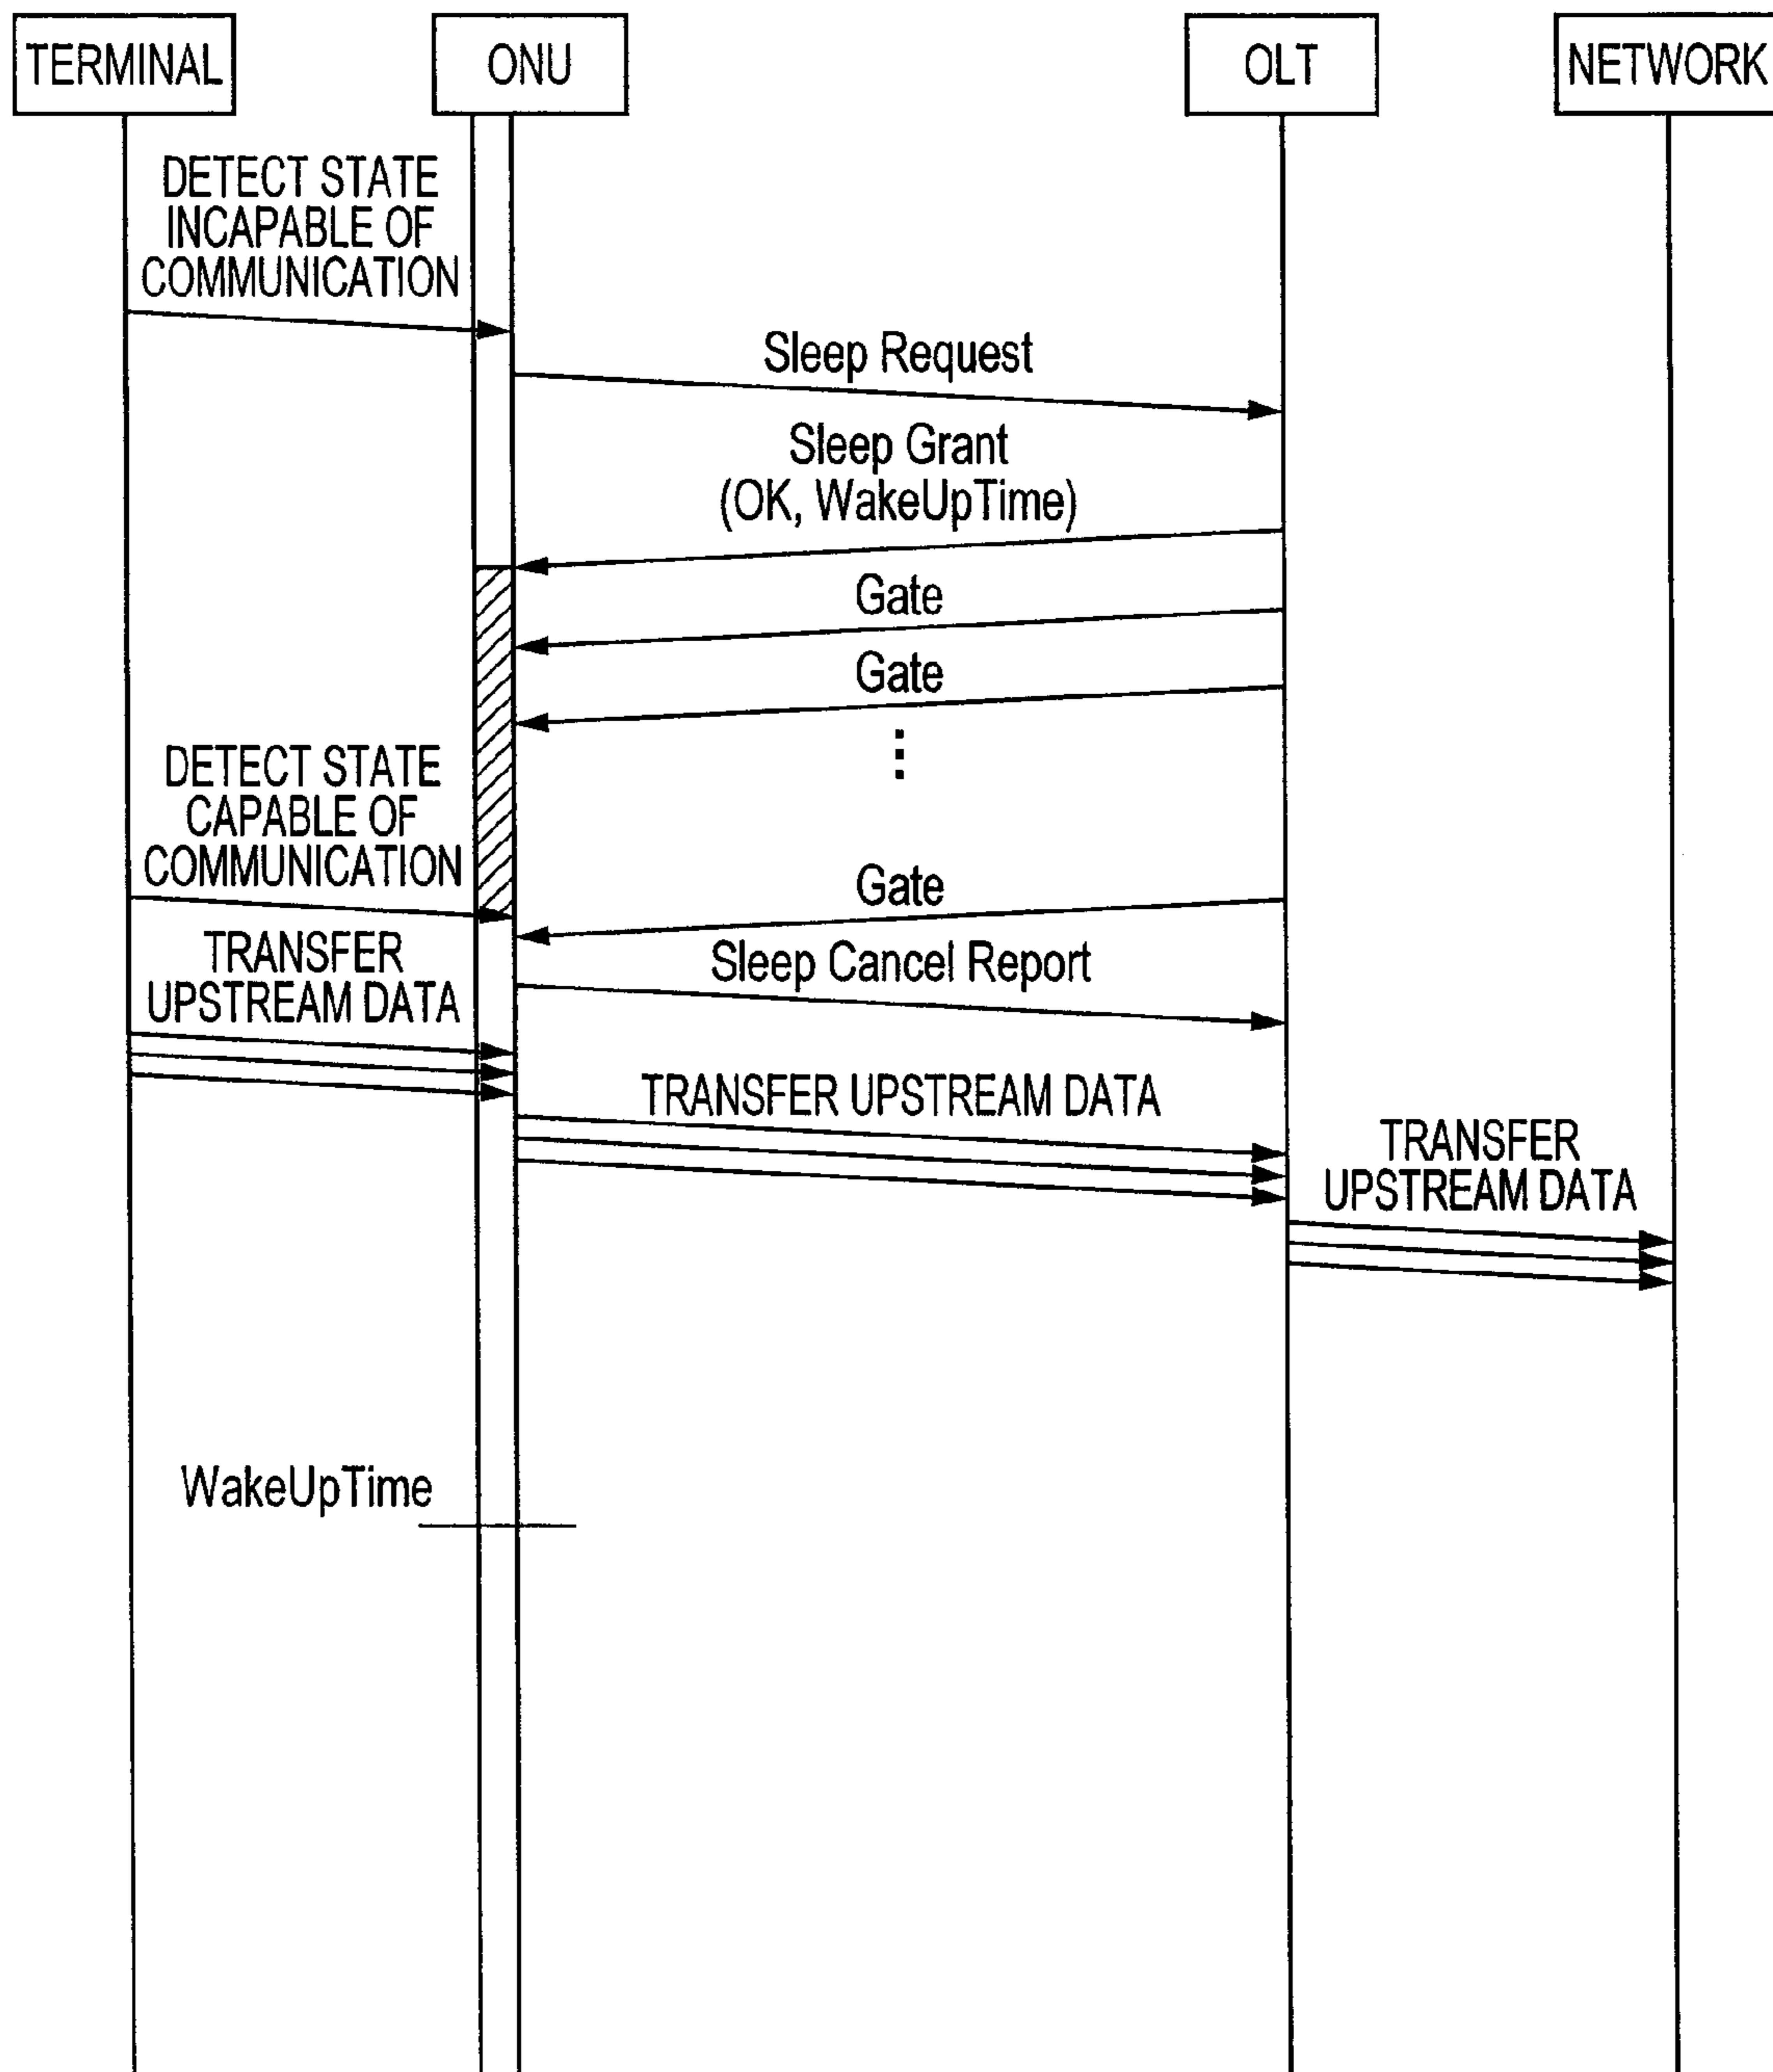 TERMINAL
ONU
OLT
NETWORK
DETECT STATE
INCAPABLE OF
COMMUNICATION
Sleep Request
Sleep Grant
(OK, WakeUpTime)
Gate
Gate
DETECT STATE
CAPABLE OF
COMMUNICATION
Gate
TRANSFER
UPSTREAM DATA
Sleep Cancel Report
TRANSFER UPSTREAM DATA
TRANSFER
UPSTREAM DATA
WakeUpTime